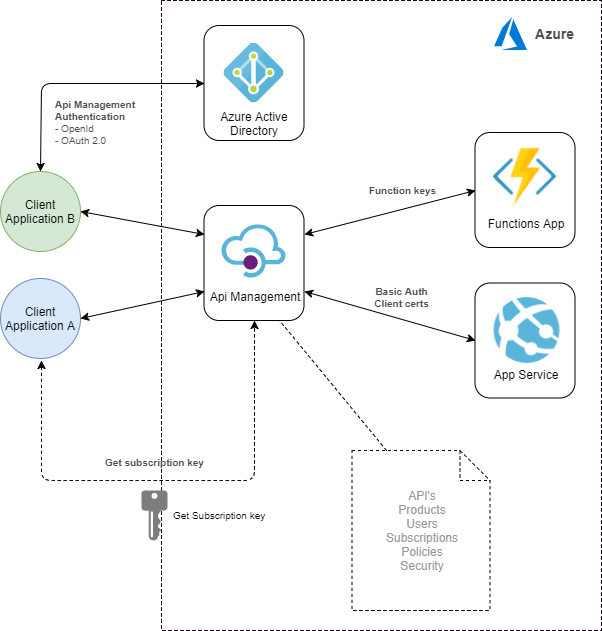 Azure
Api Management
Authentication
- OpenId
- OAuth 2.0
Azure Active
Directory
Client
Application B
Function keys
Functions App
Api Management
Client
Application A
Basic Auth
Client certs
App Service
Get subscription key
Get Subscription key
API's
Products
Users
Subscriptions
Policies
Security